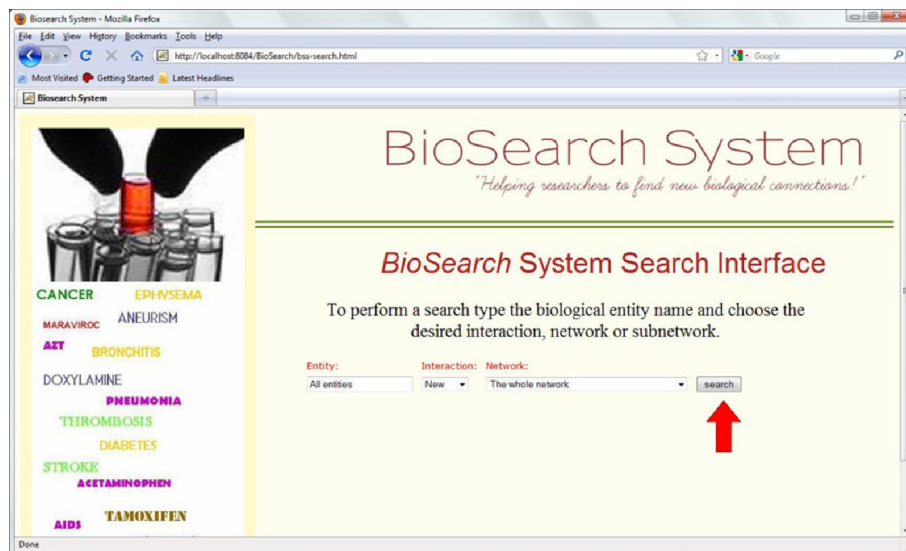 Biosearch System - Mozilla Firefox
File Edit View History Bookmarks Tools Help
http://localhost:8084/BioSearch/bss-search.html
Google
Most Visited Getting Started Latest Headlines
Biosearch System
BioSearch System
"Helping researchers to find new biological connections!"
BioSearch System Search Interface
To perform a search type the biological entity name and choose the
desired interaction, network or subnetwork.
Entity: Interaction: Network:
All entities New The whole network search
CANCER EPHYSEMA
MARAVIROC ANEURISM
AZT BRONCHITIS
DOXYLAMINE
PNEUMONIA
THROMBOSIS
DIABETES
STROKE
ACETAMINOPHEN
TAMOXIFEN
AIDS
Done